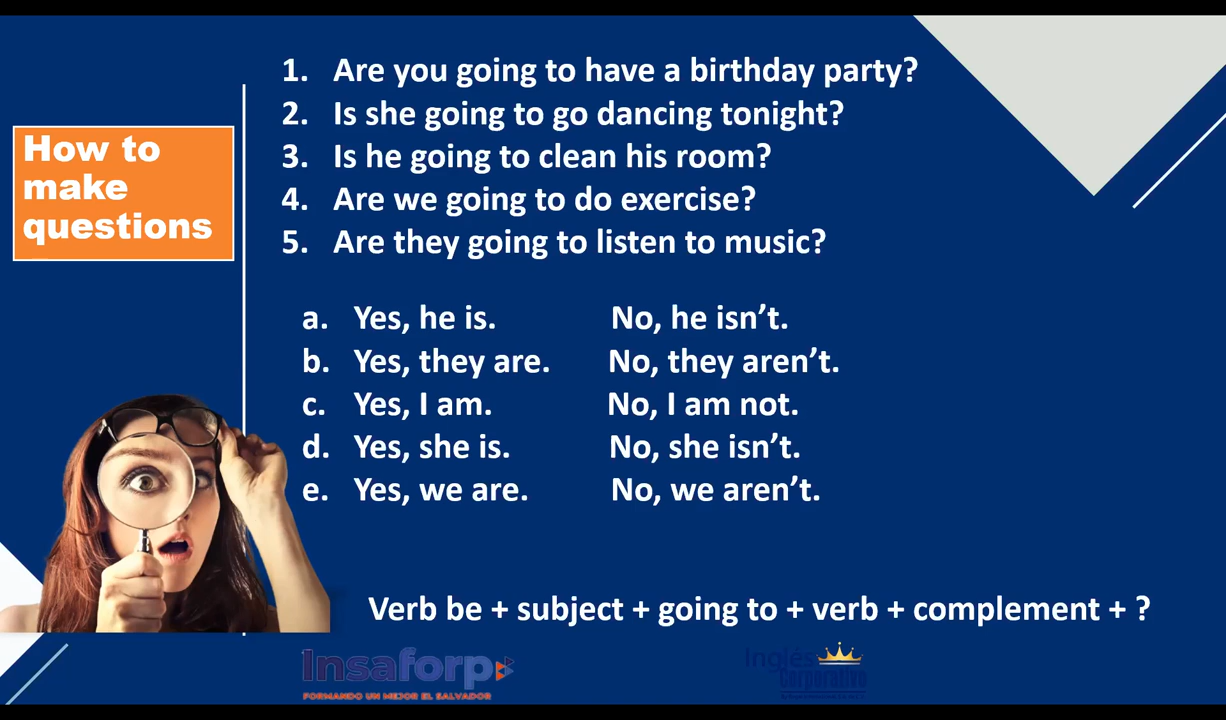 How to
make
questions
1. Are you going to have a birthday party?
2. Is she going to go dancing tonight?
3. Is he going to clean his room?
4. Are we going to do exercise?
5. Are they going to listen to music?
a. Yes, he is. No, he isn’t.
b. Yes, they are. No, they aren’t.
c. Yes, I am. No, I am not.
d. Yes, she is. No, she isn’t.
e. Yes, we are. No, we aren’t.
Verb be + subject + going to + verb + complement + ?
Insaforp
FORMANDO UN MEJOR EL SALVADOR
Inglés
Corporativo